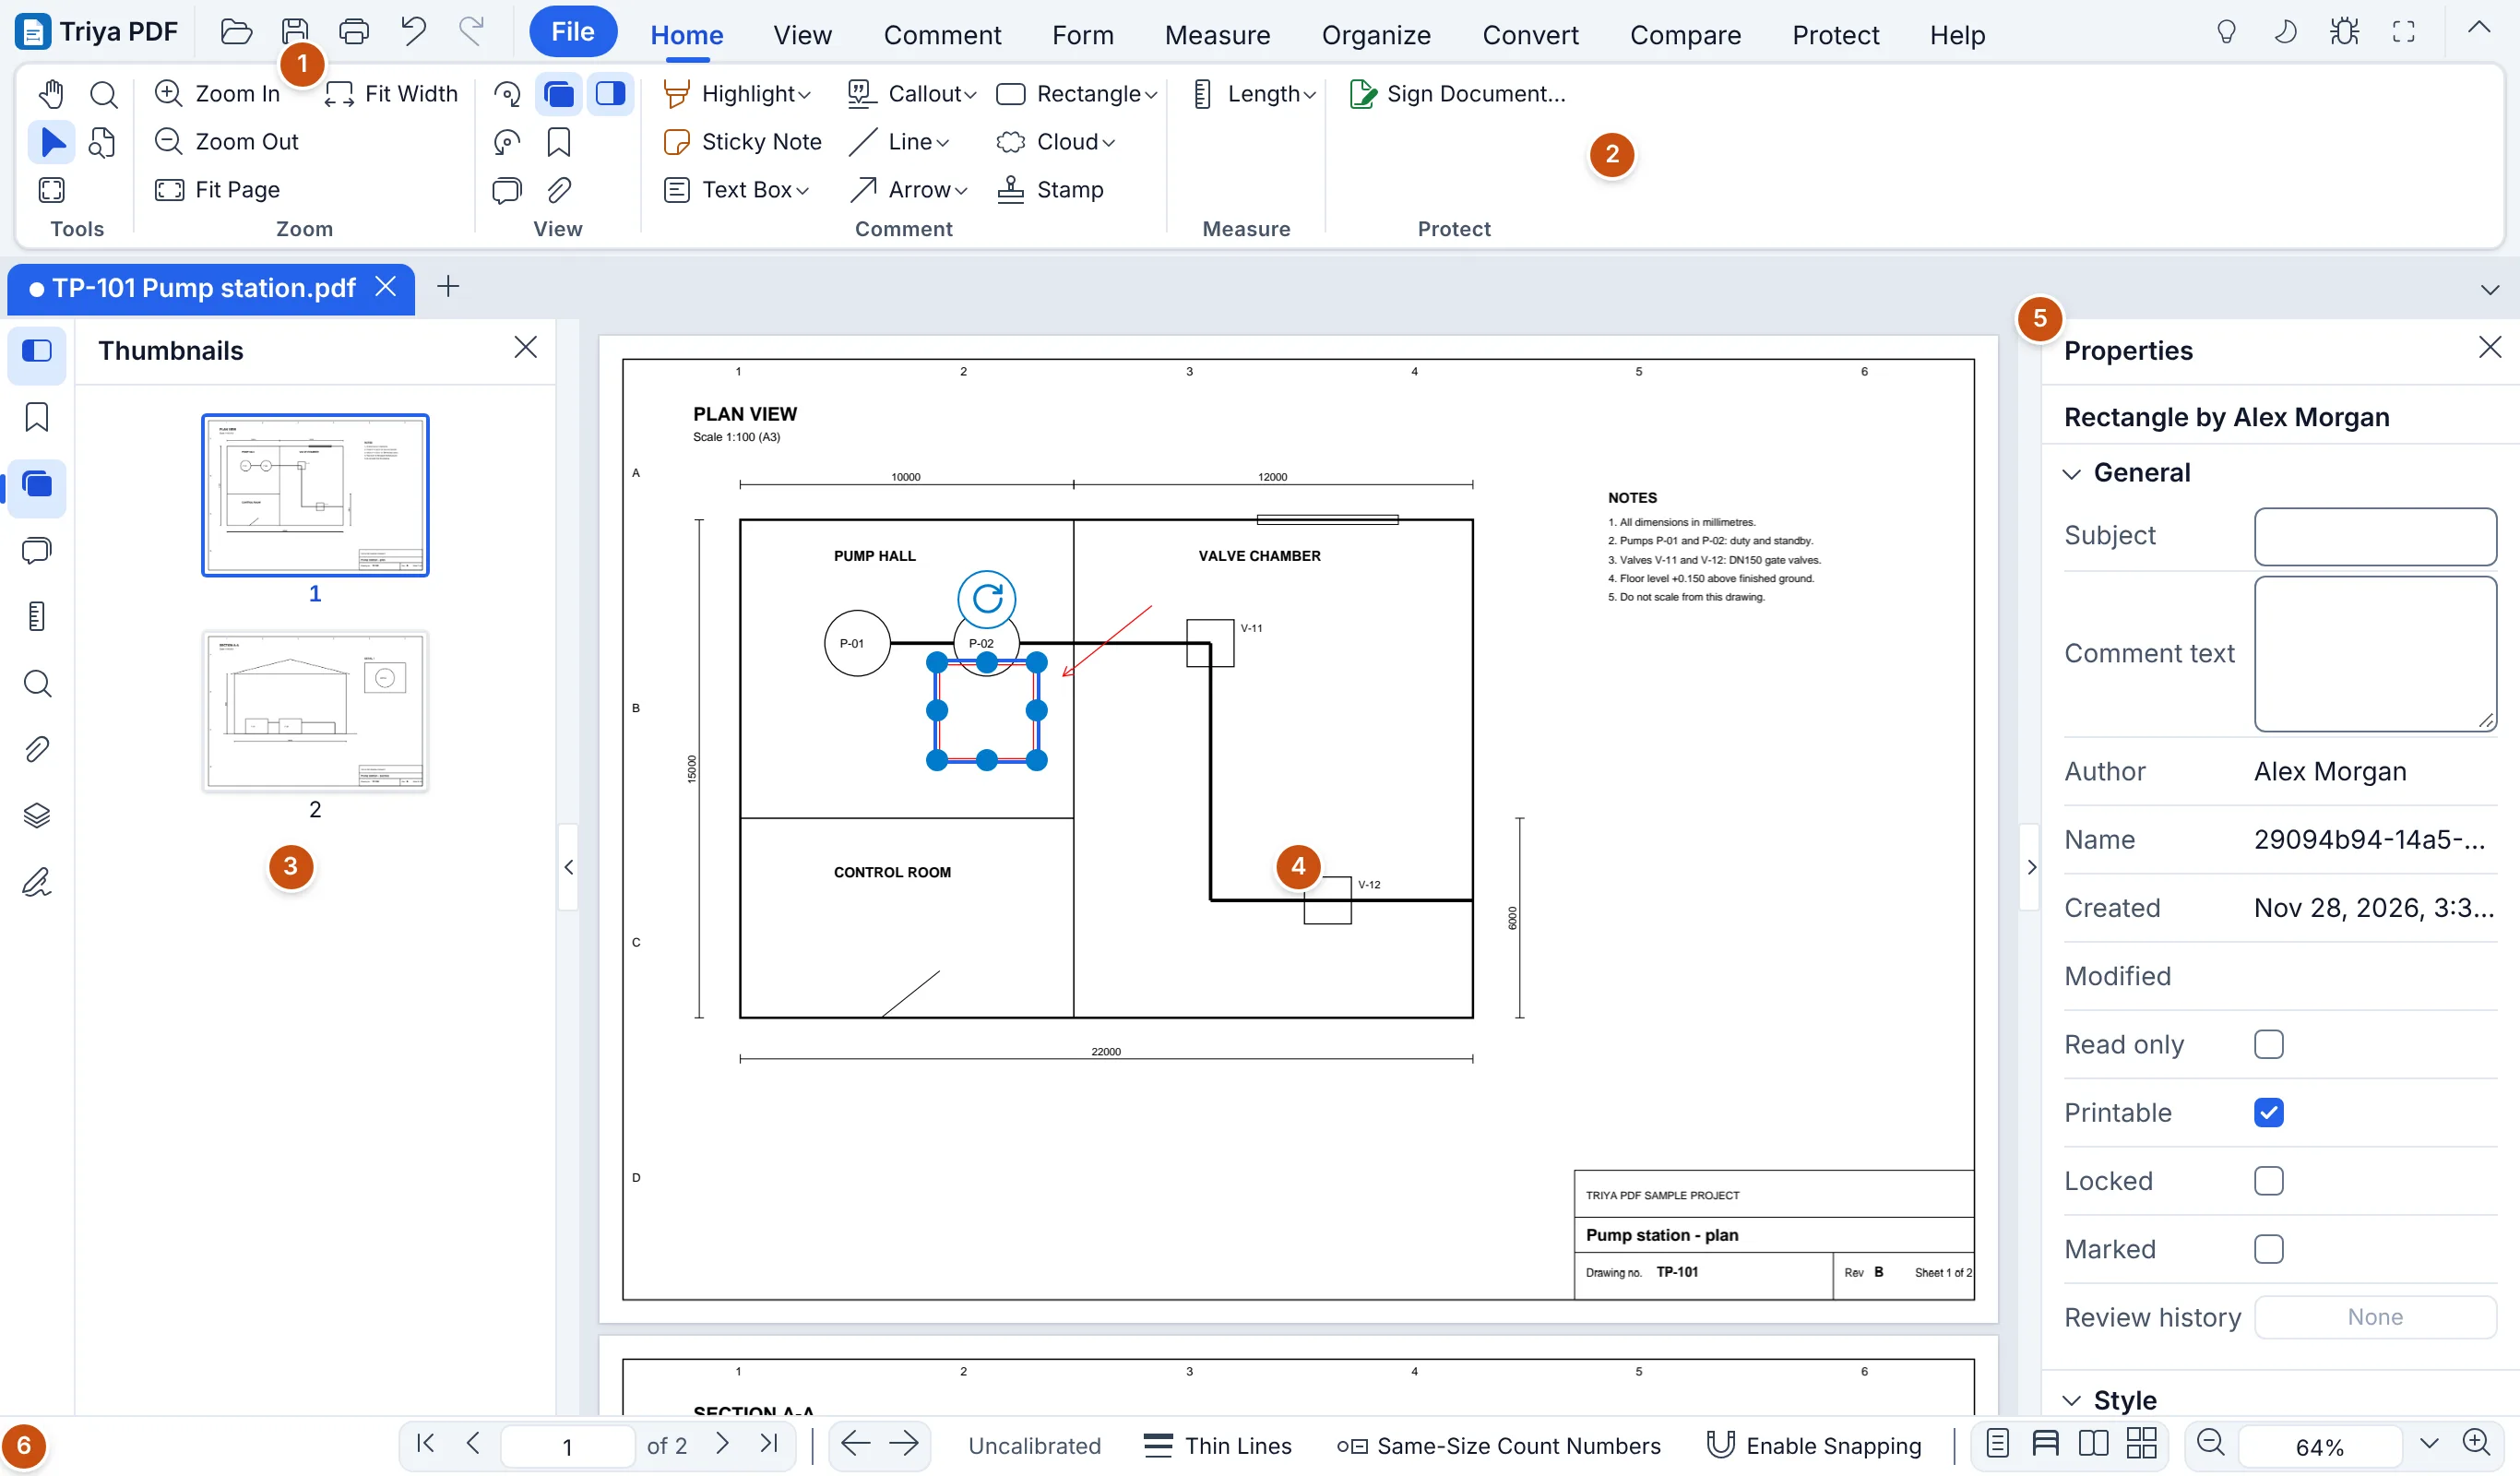 Triya PDF
File
Home
View
Comment
Form
Measure
Organize
Convert
Compare
Protect
Help
1
Zoom In
Fit Width
Highlight
Callout
Rectangle
Length
Sign Document...
Zoom Out
Sticky Note
Line
Cloud
2
Fit Page
Text Box
Arrow
Stamp
Tools
Zoom
View
Comment
Measure
Protect
TP-101 Pump station.pdf
Thumbnails
1
2
3
1 2 3 4 5 6
PLAN VIEW
Scale 1:100 (A3)
A
10000
12000
NOTES
1. All dimensions in millimetres.
2. Pumps P-01 and P-02: duty and standby.
3. Valves V-11 and V-12: DN150 gate valves.
4. Floor level +0.150 above finished ground.
5. Do not scale from this drawing.
PUMP HALL
VALVE CHAMBER
P-01
P-02
V-11
B
15000
CONTROL ROOM
4
V-12
6000
C
22000
D
TRIYA PDF SAMPLE PROJECT
Pump station - plan
Drawing no. TP-101
Rev B
Sheet 1 of 2
1 2 3 4 5 6
SECTION A-A
5
Properties
Rectangle by Alex Morgan
General
Subject
Comment text
Author Alex Morgan
Name 29094b94-14a5-...
Created Nov 28, 2026, 3:3...
Modified
Read only
Printable
Locked
Marked
Review history None
Style
6
1 of 2
Uncalibrated
Thin Lines
Same-Size Count Numbers
Enable Snapping
64%